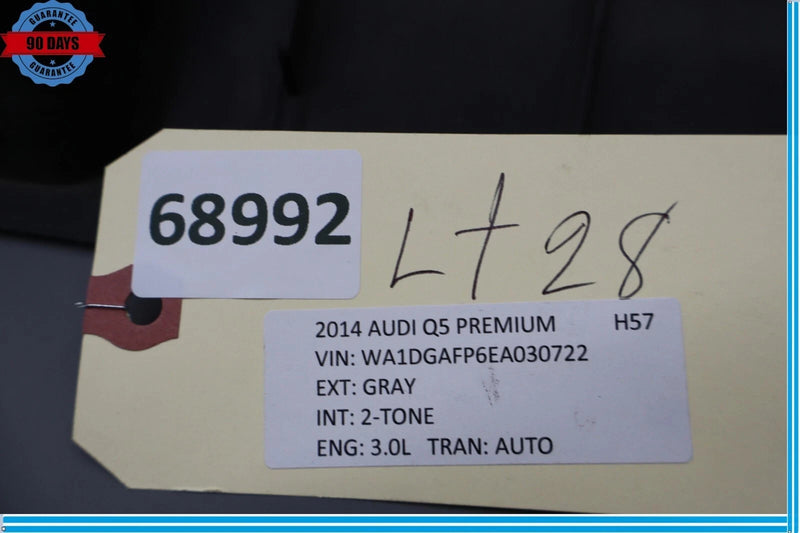 GUARANTEE
90 DAYS
GUARANTEE
68992
Lt 28
2014 AUDI Q5 PREMIUM H57
VIN: WA1DGAFP6EA030722
EXT: GRAY
INT: 2-TONE
ENG: 3.0L TRAN: AUTO